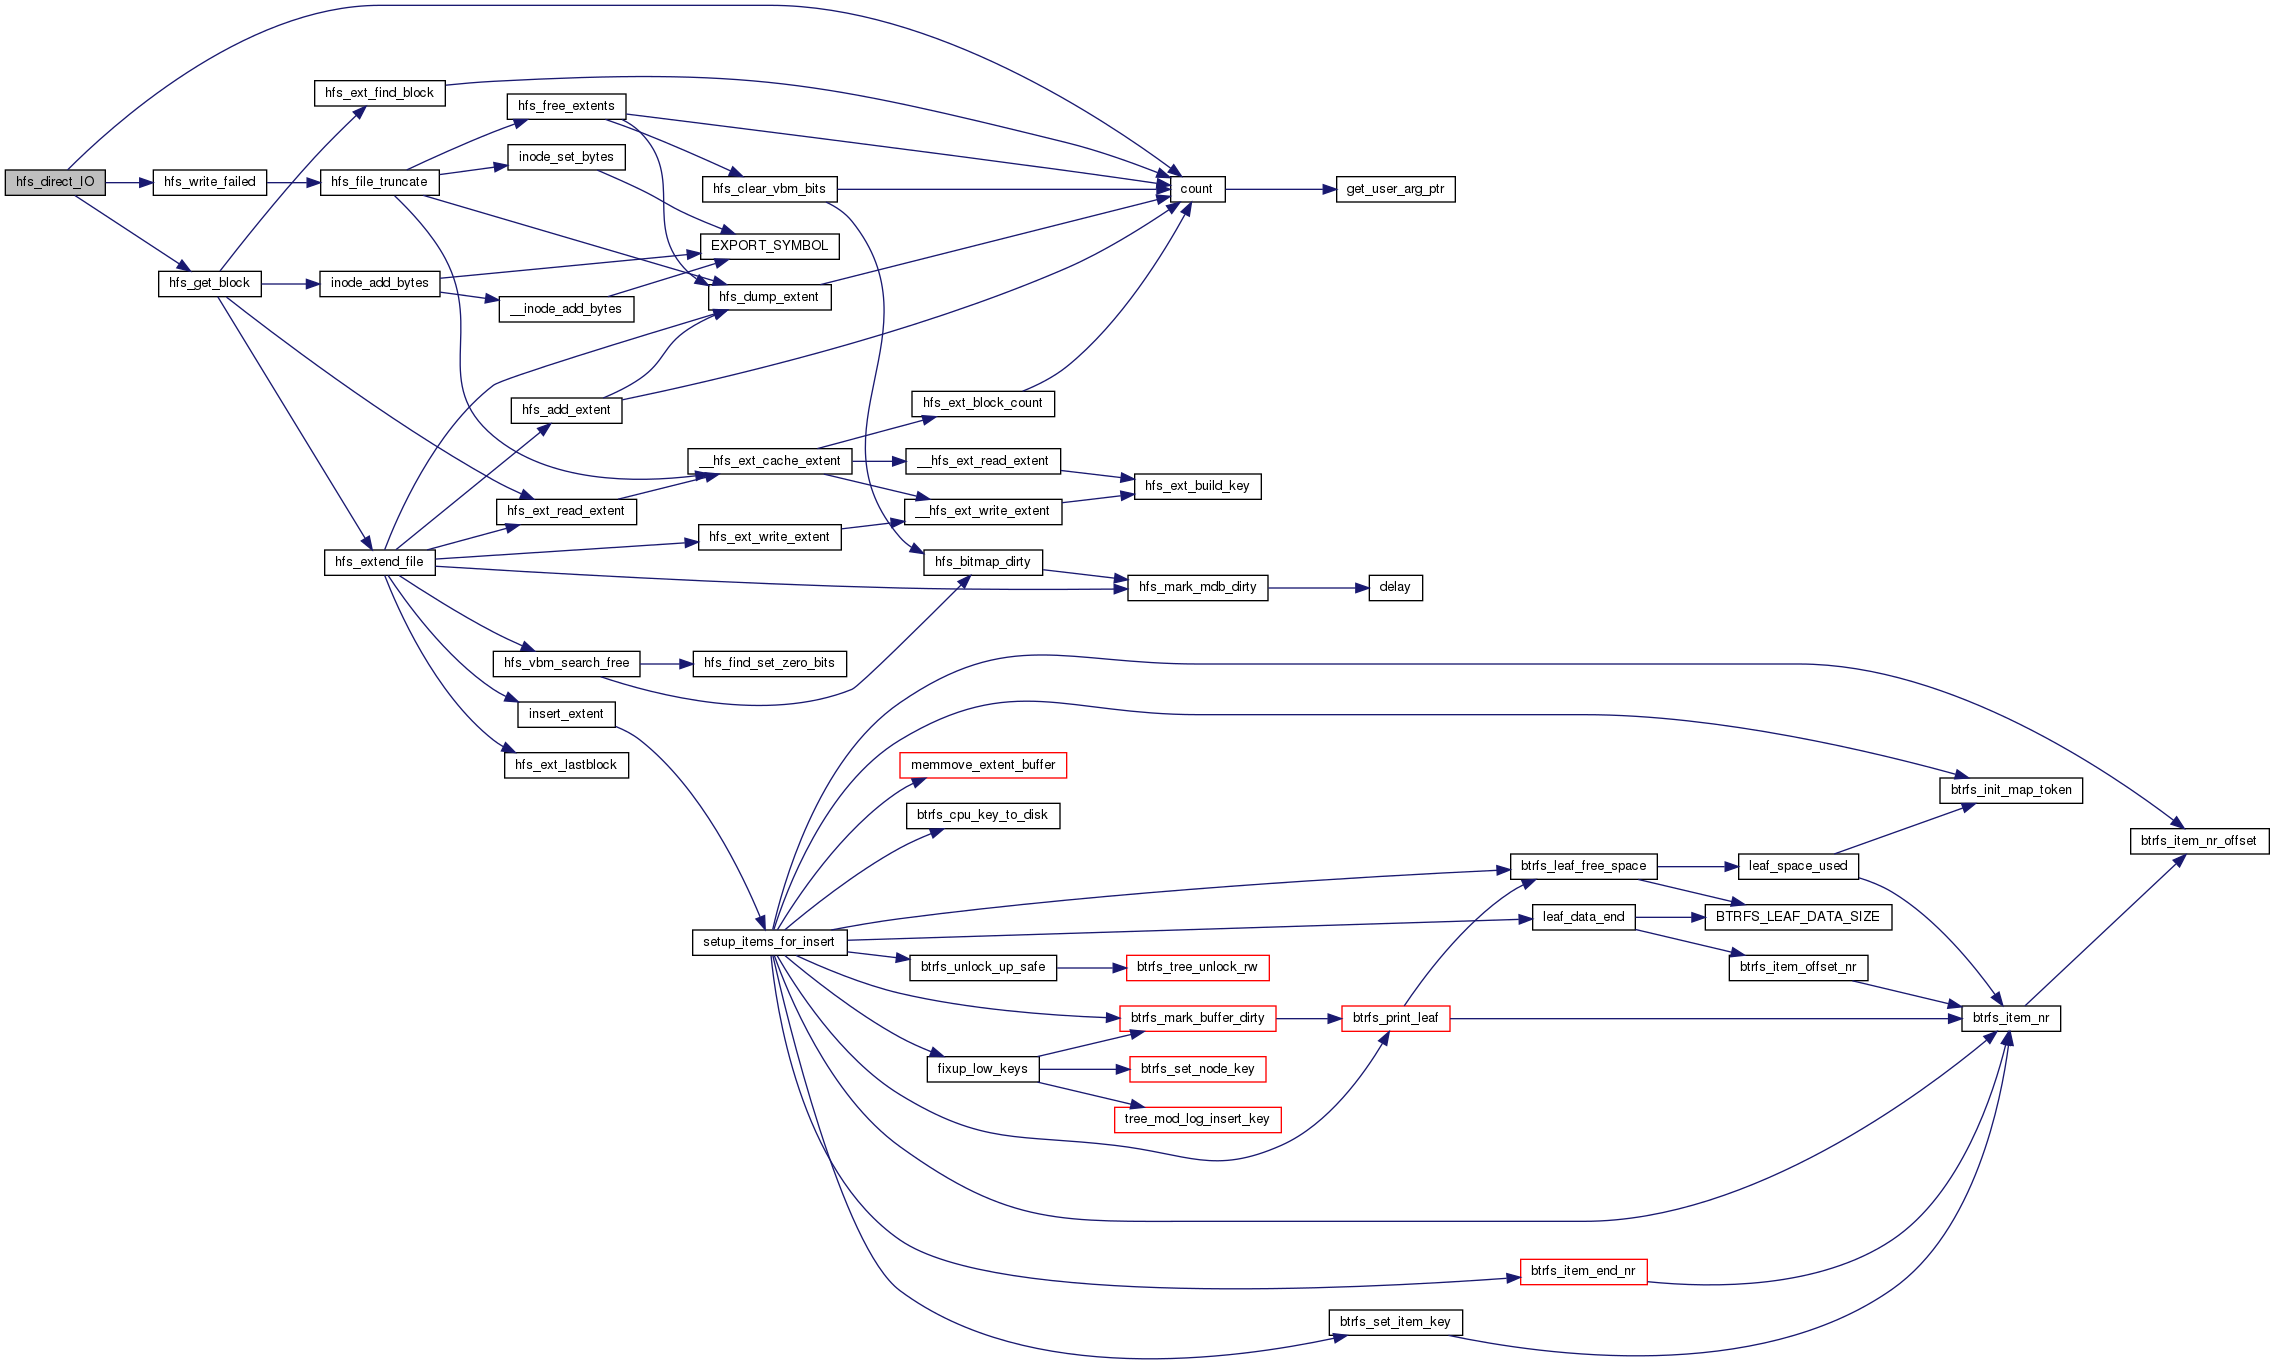 hfs_direct_IO
hfs_write_failed
hfs_get_block
hfs_ext_find_block
hfs_file_truncate
inode_add_bytes
hfs_extend_file
hfs_free_extents
inode_set_bytes
__inode_add_bytes
hfs_add_extent
hfs_ext_read_extent
hfs_vbm_search_free
insert_extent
hfs_ext_lastblock
hfs_clear_vbm_bits
EXPORT_SYMBOL
hfs_dump_extent
__hfs_ext_cache_extent
hfs_ext_write_extent
hfs_find_set_zero_bits
setup_items_for_insert
hfs_ext_block_count
__hfs_ext_read_extent
__hfs_ext_write_extent
hfs_bitmap_dirty
memmove_extent_buffer
btrfs_cpu_key_to_disk
btrfs_unlock_up_safe
fixup_low_keys
count
hfs_ext_build_key
hfs_mark_mdb_dirty
btrfs_tree_unlock_rw
btrfs_mark_buffer_dirty
btrfs_set_node_key
tree_mod_log_insert_key
get_user_arg_ptr
delay
btrfs_print_leaf
btrfs_set_item_key
btrfs_leaf_free_space
leaf_data_end
btrfs_item_end_nr
leaf_space_used
BTRFS_LEAF_DATA_SIZE
btrfs_item_offset_nr
btrfs_init_map_token
btrfs_item_nr
btrfs_item_nr_offset